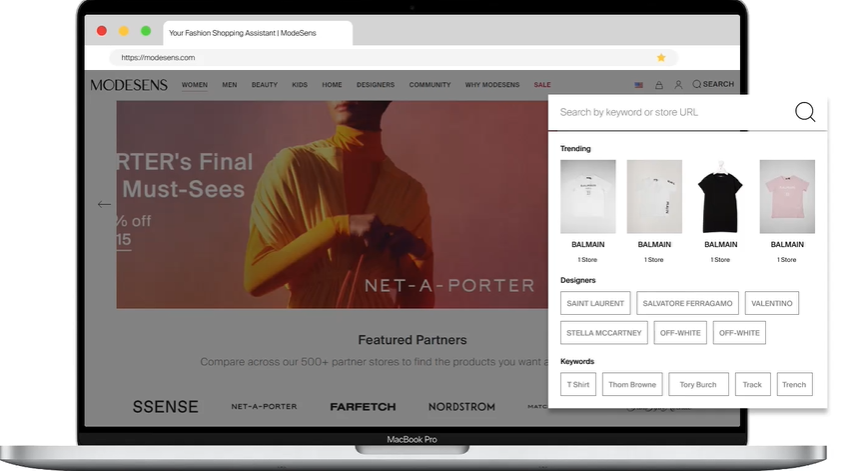 Your Fashion Shopping Assistant | ModeSens
https://modesens.com
MODESENS WOMEN MEN BEAUTY KIDS HOME DESIGNERS COMMUNITY WHY MODESENS SALE SEARCH
Search by keyword or store URL
RTER's Final
Must-Sees
% off
15
NET-A-PORTER
Trending
BALMAIN BALMAIN BALMAIN BALMAIN
1 Store 1 Store 1 Store 1 Store
Designers
SAINT LAURENT SALVATORE FERRAGAMO VALENTINO
STELLA MCCARTNEY OFF-WHITE OFF-WHITE
Keywords
T Shirt Thom Browne Tory Burch Track Trench
Featured Partners
Compare across our 500+ partner stores to find the products you want a
SSENSE NET-A-PORTER FARFETCH NORDSTROM
MacBook Pro